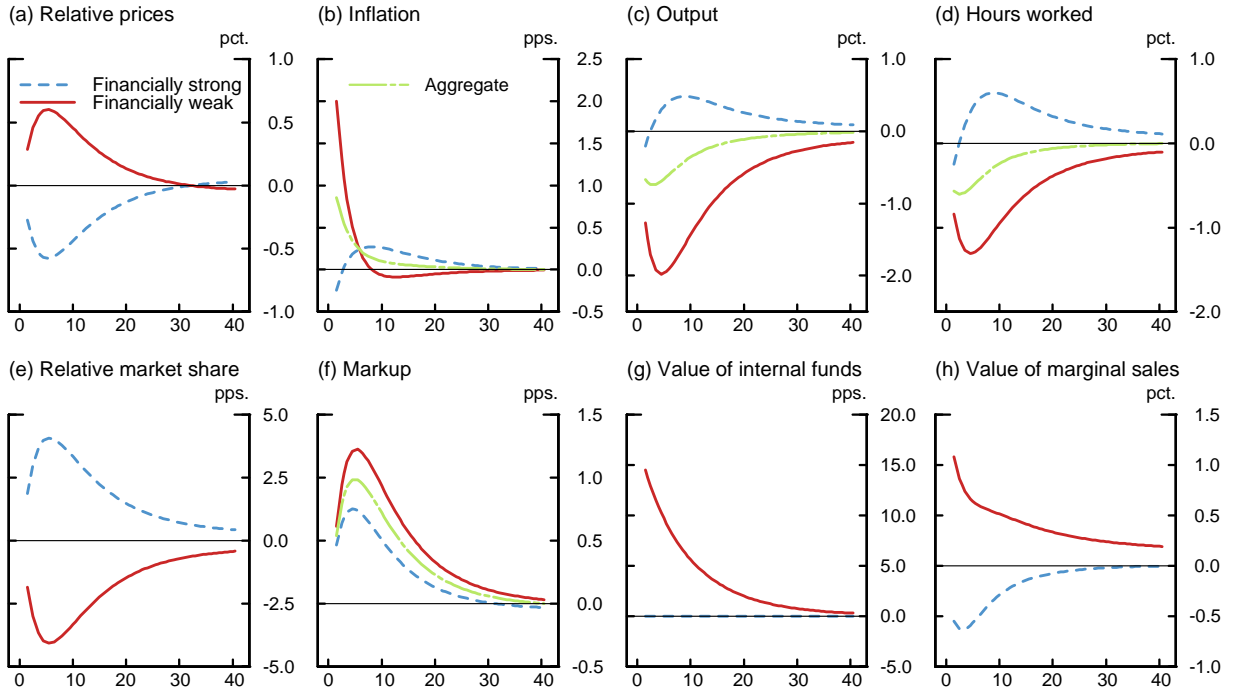 (a) Relative prices
pct.
1.0
0.5
0.0
-0.5
-1.0
0 10 20 30 40
Financially strong
Financially weak
(b) Inflation
pps.
2.5
2.0
1.5
1.0
0.5
0.0
-0.5
0 10 20 30 40
Aggregate
(c) Output
pct.
1.0
0.0
-1.0
-2.0
0 10 20 30 40
(d) Hours worked
pct.
1.0
0.0
-1.0
-2.0
0 10 20 30 40
(e) Relative market share
pps.
5.0
2.5
0.0
-2.5
-5.0
0 10 20 30 40
(f) Markup
pps.
1.5
1.0
0.5
0.0
-0.5
0 10 20 30 40
(g) Value of internal funds
pps.
20.0
15.0
10.0
5.0
0.0
-5.0
0 10 20 30 40
(h) Value of marginal sales
pct.
1.5
1.0
0.5
0.0
-0.5
-1.0
0 10 20 30 40